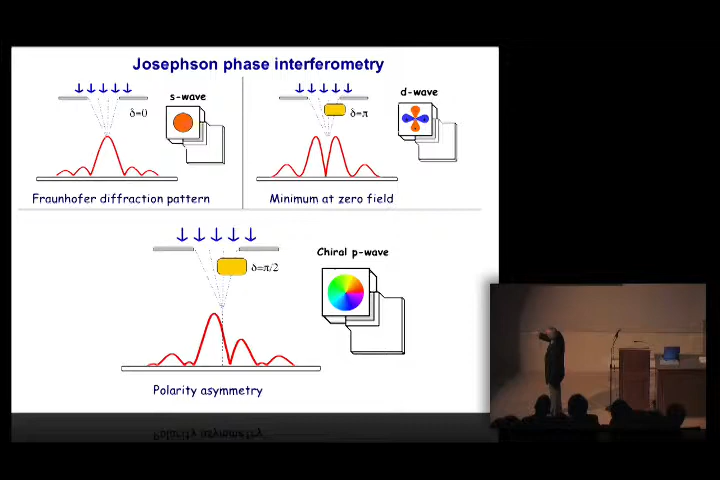 Josephson phase interferometry
s-wave
δ=0
Fraunhofer diffraction pattern
d-wave
δ=π
Minimum at zero field
Chiral p-wave
δ=π/2
Polarity asymmetry